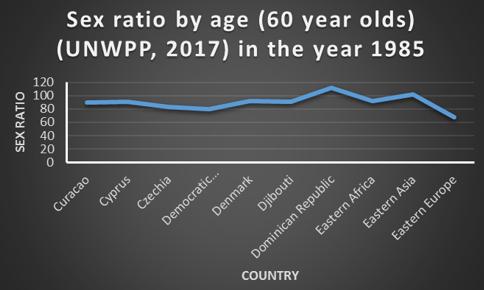 Sex ratio by age (60 year olds)
(UNWPP, 2017) in the year 1985
SEX RATIO
120
100
80
60
40
20
0
Curacao
Cyprus
Czechia
Democratic...
Denmark
Djibouti
Dominican Republic
Eastern Africa
Eastern Asia
Eastern Europe
COUNTRY